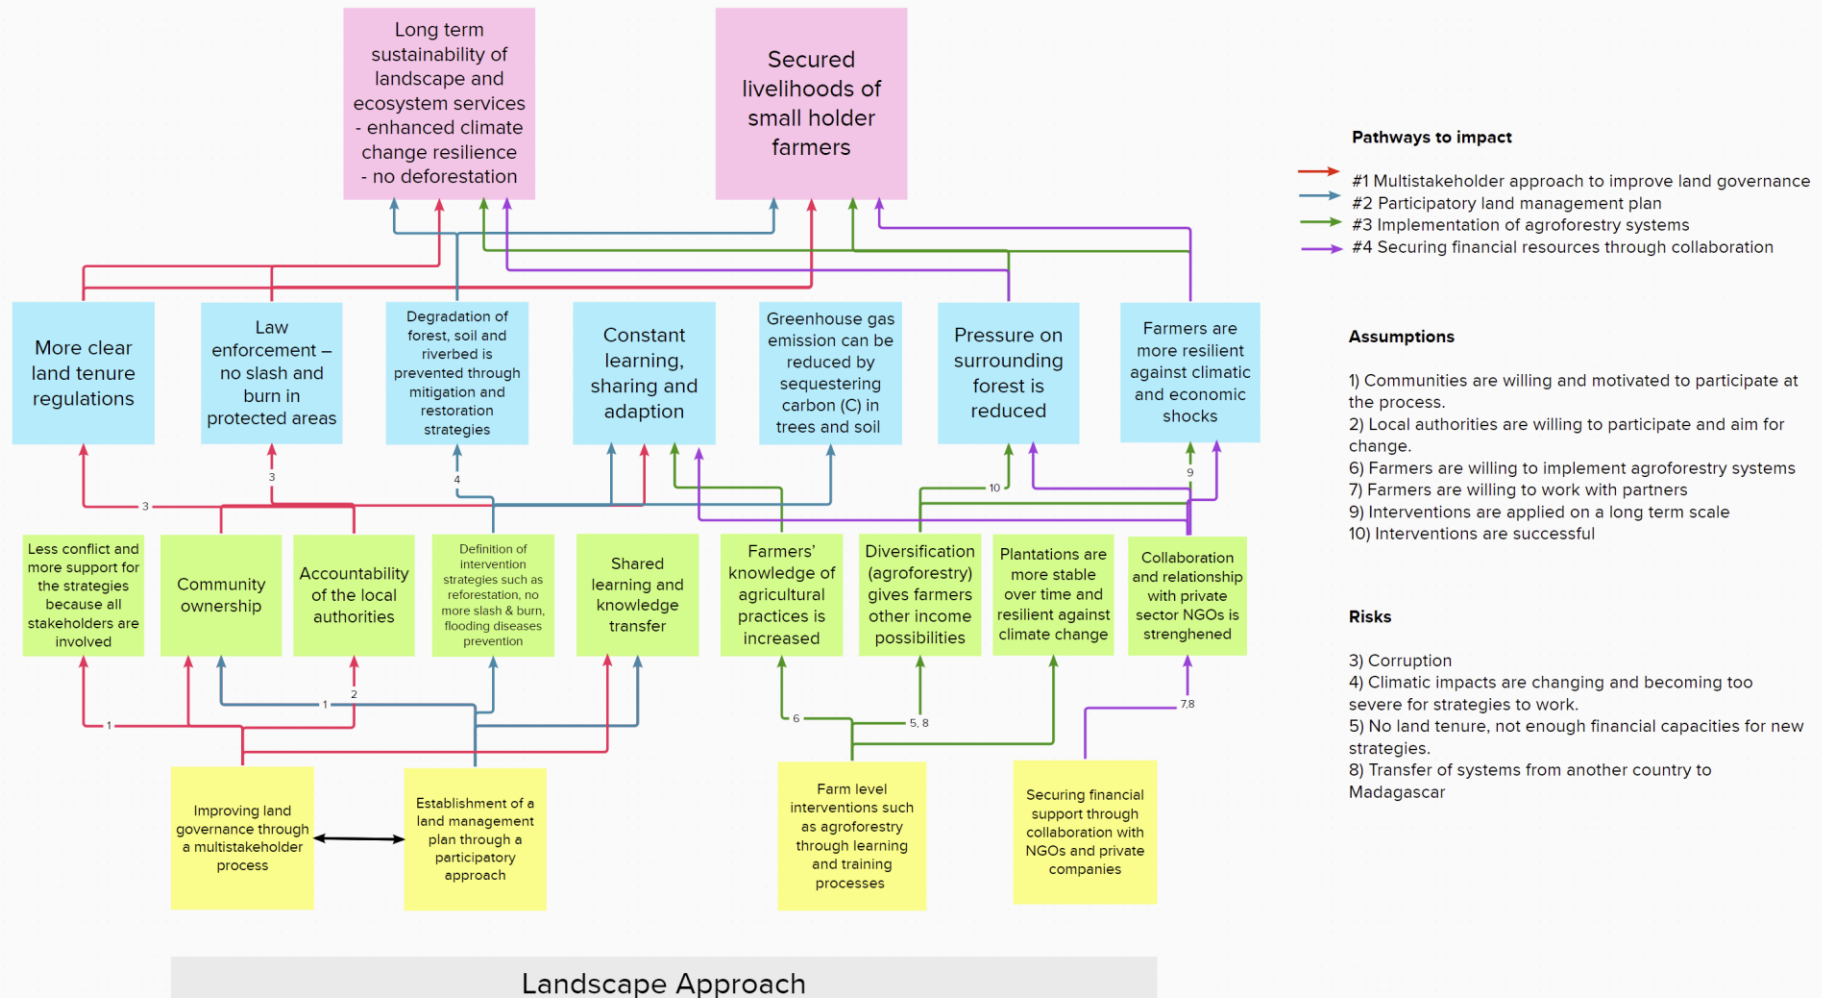 Long term
sustainability of
landscape and
ecosystem services
- enhanced climate
change resilience
- no deforestation
Secured
livelihoods of
small holder
farmers
Pathways to impact
#1 Multistakeholder approach to improve land governance
#2 Participatory land management plan
#3 Implementation of agroforestry systems
#4 Securing financial resources through collaboration
More clear
land tenure
regulations
Law
enforcement –
no slash and
burn in
protected areas
Degradation of
forest, soil and
riverbed is
prevented through
mitigation and
restoration
strategies
Constant
learning,
sharing and
adaption
Greenhouse gas
emission can be
reduced by
sequestering
carbon (C) in
trees and soil
Pressure on
surrounding
forest is
reduced
Farmers are
more resilient
against climatic
and economic
shocks
Assumptions
1) Communities are willing and motivated to participate at
the process.
2) Local authorities are willing to participate and aim for
change.
6) Farmers are willing to implement agroforestry systems
7) Farmers are willing to work with partners
9) Interventions are applied on a long term scale
10) Interventions are successful
3
3
4
10
9
Less conflict and
more support for
the strategies
because all
stakeholders are
involved
Community
ownership
Accountability
of the local
authorities
Definition of
intervention
strategies such as
reforestation, no
more slash & burn,
flooding diseases
prevention
Shared
learning and
knowledge
transfer
Farmers’
knowledge of
agricultural
practices is
increased
Diversification
(agroforestry)
gives farmers
other income
possibilities
Plantations are
more stable
over time and
resilient against
climate change
Collaboration
and relationship
with private
sector NGOs is
strenghened
Risks
3) Corruption
4) Climatic impacts are changing and becoming too
severe for strategies to work.
5) No land tenure, not enough financial capacities for new
strategies.
8) Transfer of systems from another country to
Madagascar
1
2
1
6
5, 8
7,8
Improving land
governance through
a multistakeholder
process
Establishment of a
land management
plan through a
participatory
approach
Farm level
interventions such
as agroforestry
through learning
and training
processes
Securing financial
support through
collaboration with
NGOs and private
companies
Landscape Approach